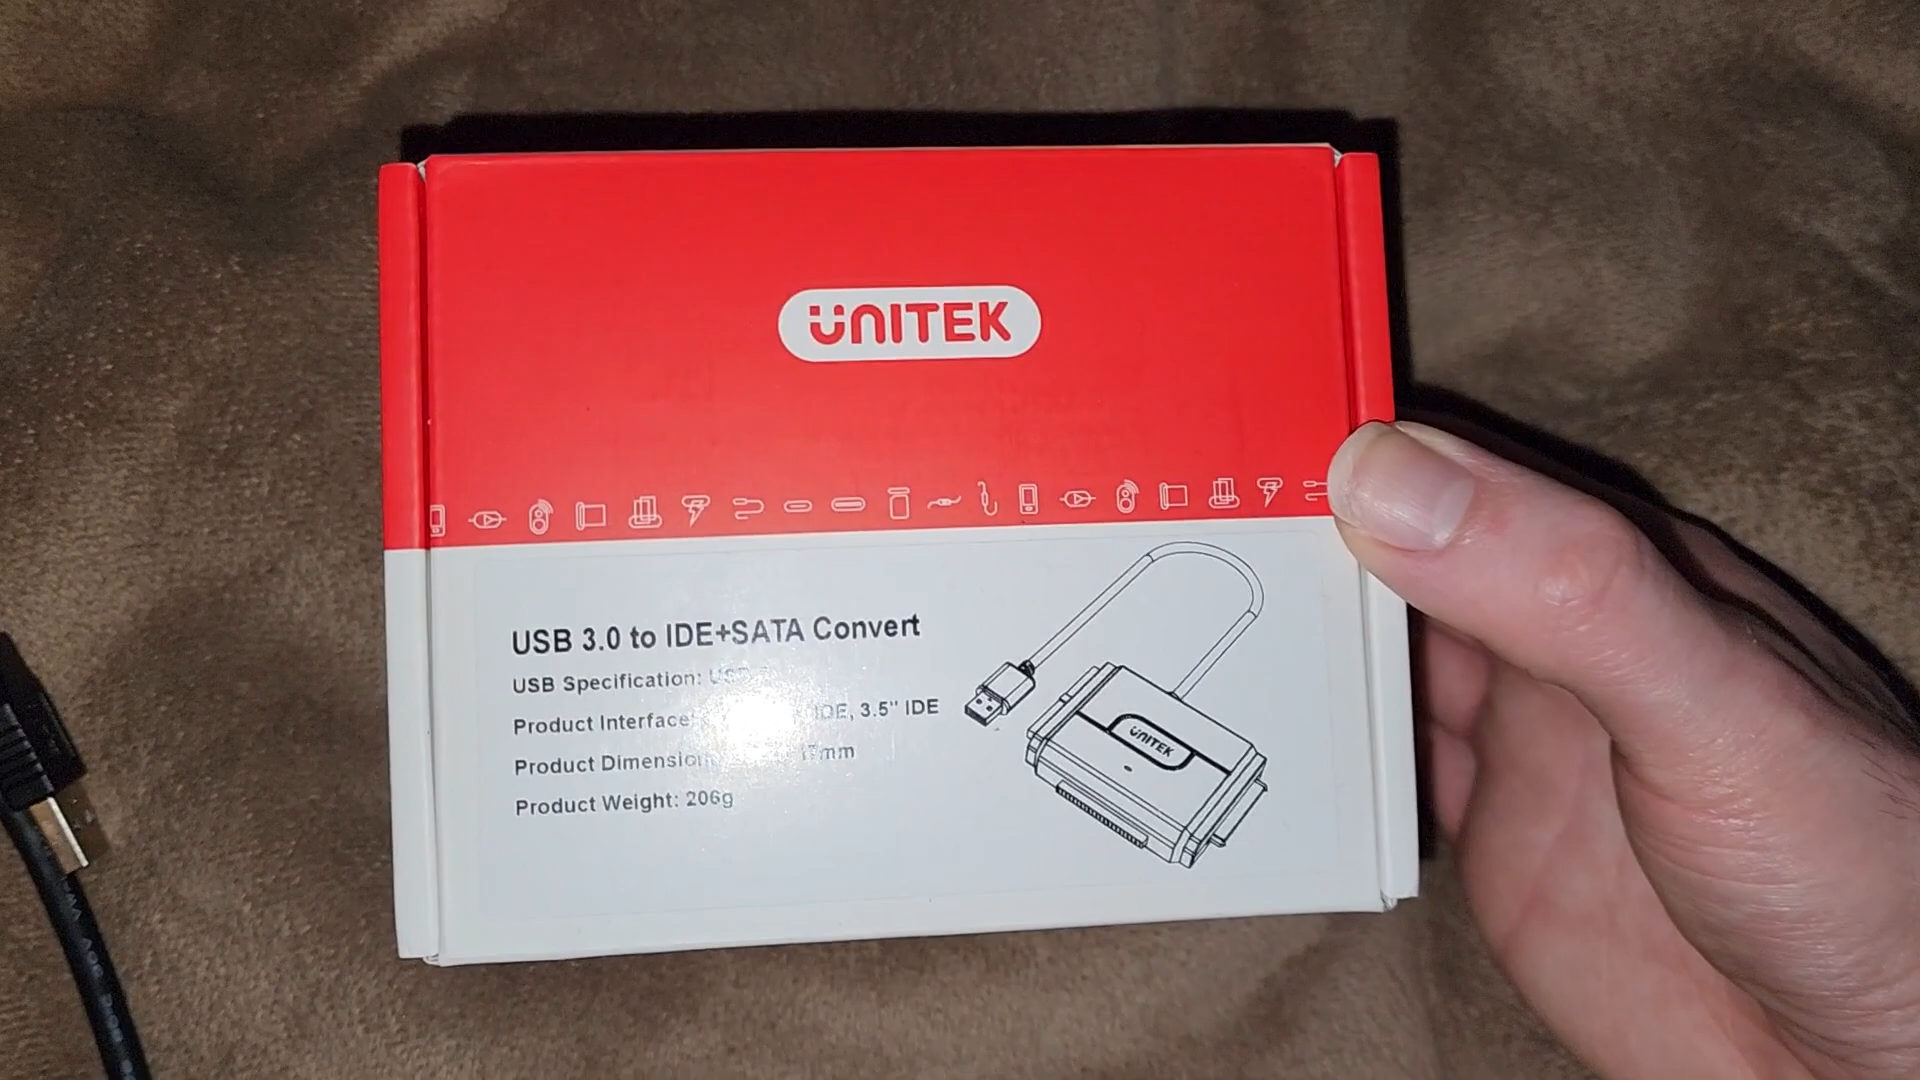 UNITEK
USB 3.0 to IDE+SATA Convert
USB Specification: USB
Product Interface: IDE, 3.5" IDE
Product Dimension
Product Weight: 206g
UNITEK